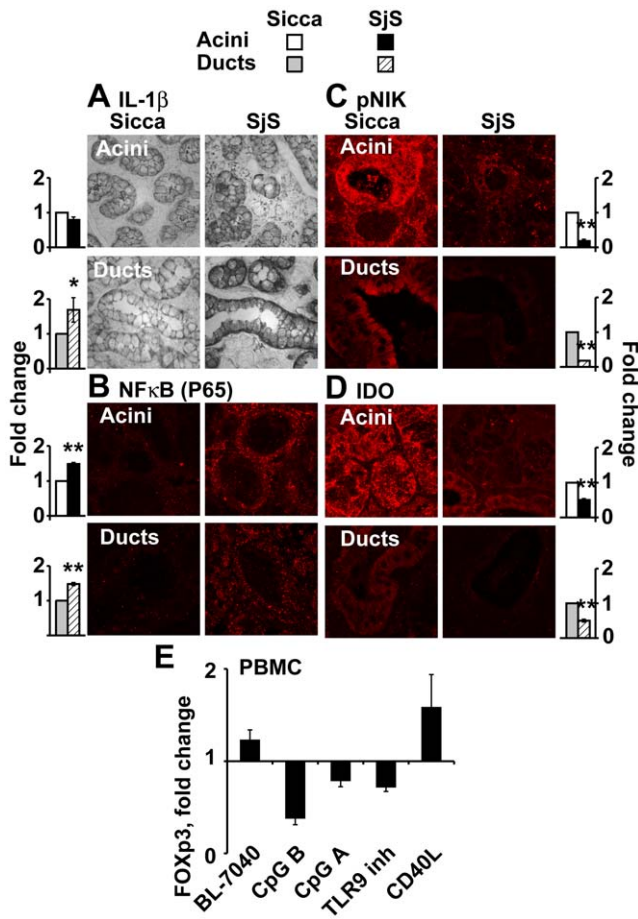 Sicca SjS
Acini
Ducts
A IL-1β
Sicca SjS
Acini
2
1
0
Ducts
2
1
0
*
C pNIK
Sicca SjS
Acini
2
1
0
**
Ducts
2
1
0
**
Fold change
Fold change
B NFκB (P65)
Acini
2
1
0
**
Ducts
2
1
0
**
D IDO
Acini
2
1
0
**
Ducts
2
1
0
**
E
PBMC
FOXp3, fold change
2
1
0
BL-7040
CpG B
CpG A
TLR9 inh
CD40L